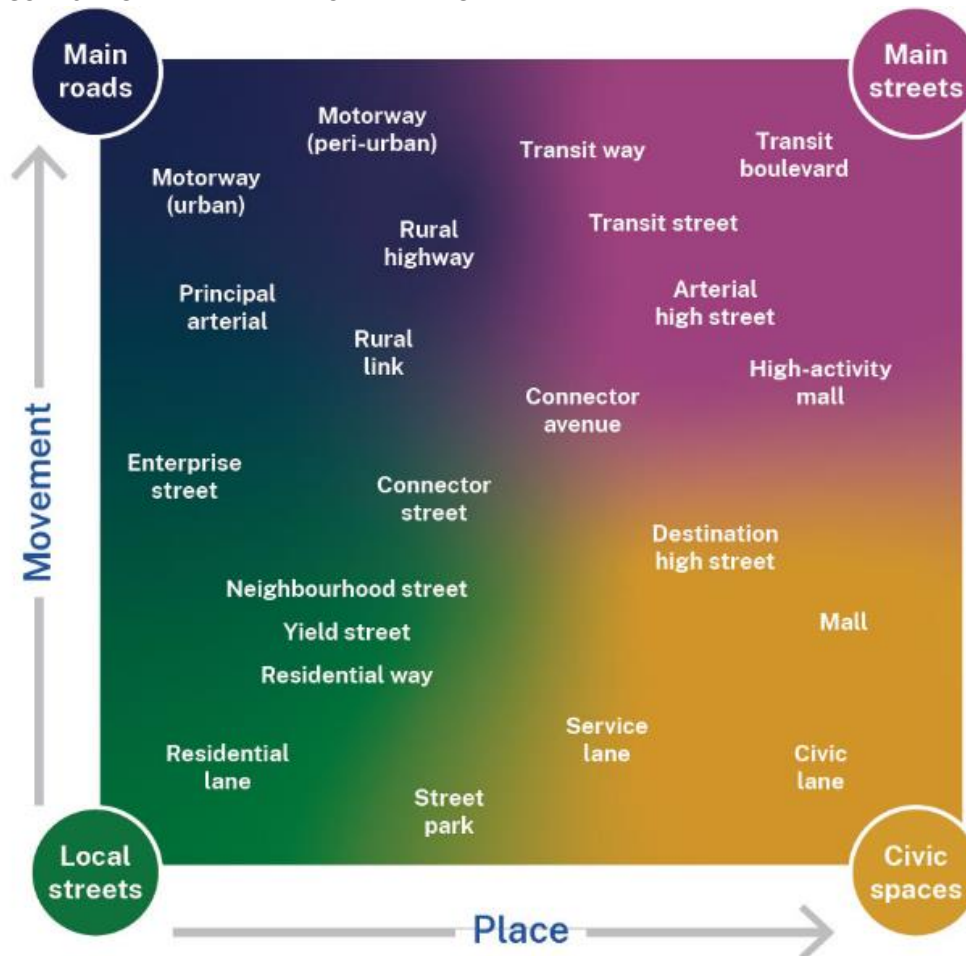 Main
roads
Main
streets
Motorway
(peri-urban)
Transit way
Transit
boulevard
Motorway
(urban)
Rural
highway
Transit street
Principal
arterial
Arterial
high street
Rural
link
High-activity
mall
Connector
avenue
Movement
Enterprise
street
Connector
street
Destination
high street
Neighbourhood street
Yield street
Mall
Residential way
Service
lane
Residential
lane
Civic
lane
Street
park
Local
streets
Civic
spaces
Place